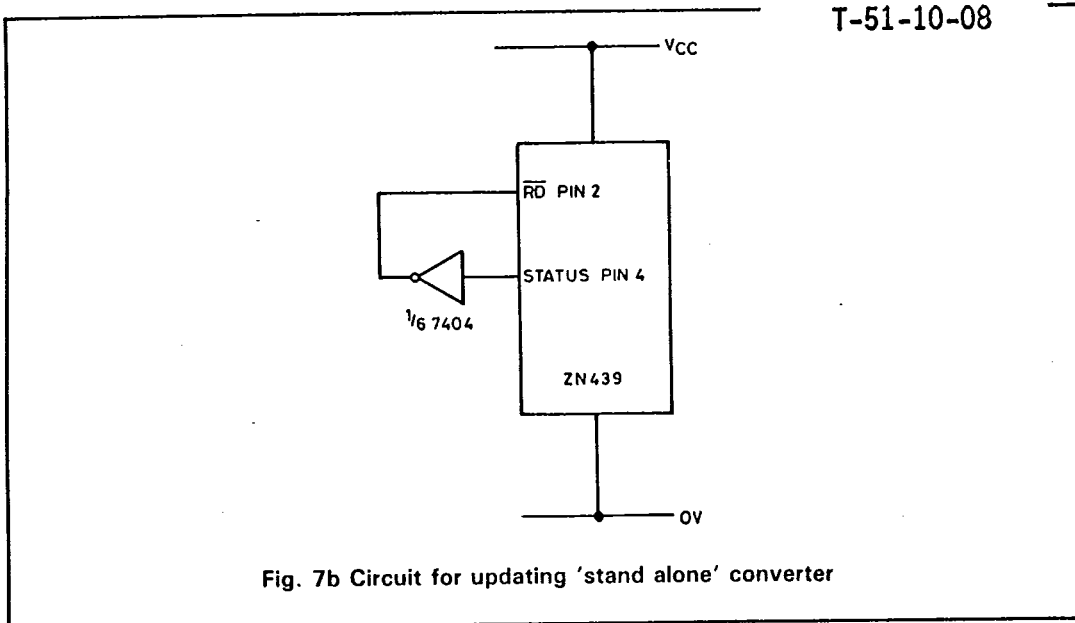 T-51-10-08
VCC
RD PIN 2
STATUS PIN 4
1/6 7404
ZN439
0V
Fig. 7b Circuit for updating 'stand alone' converter